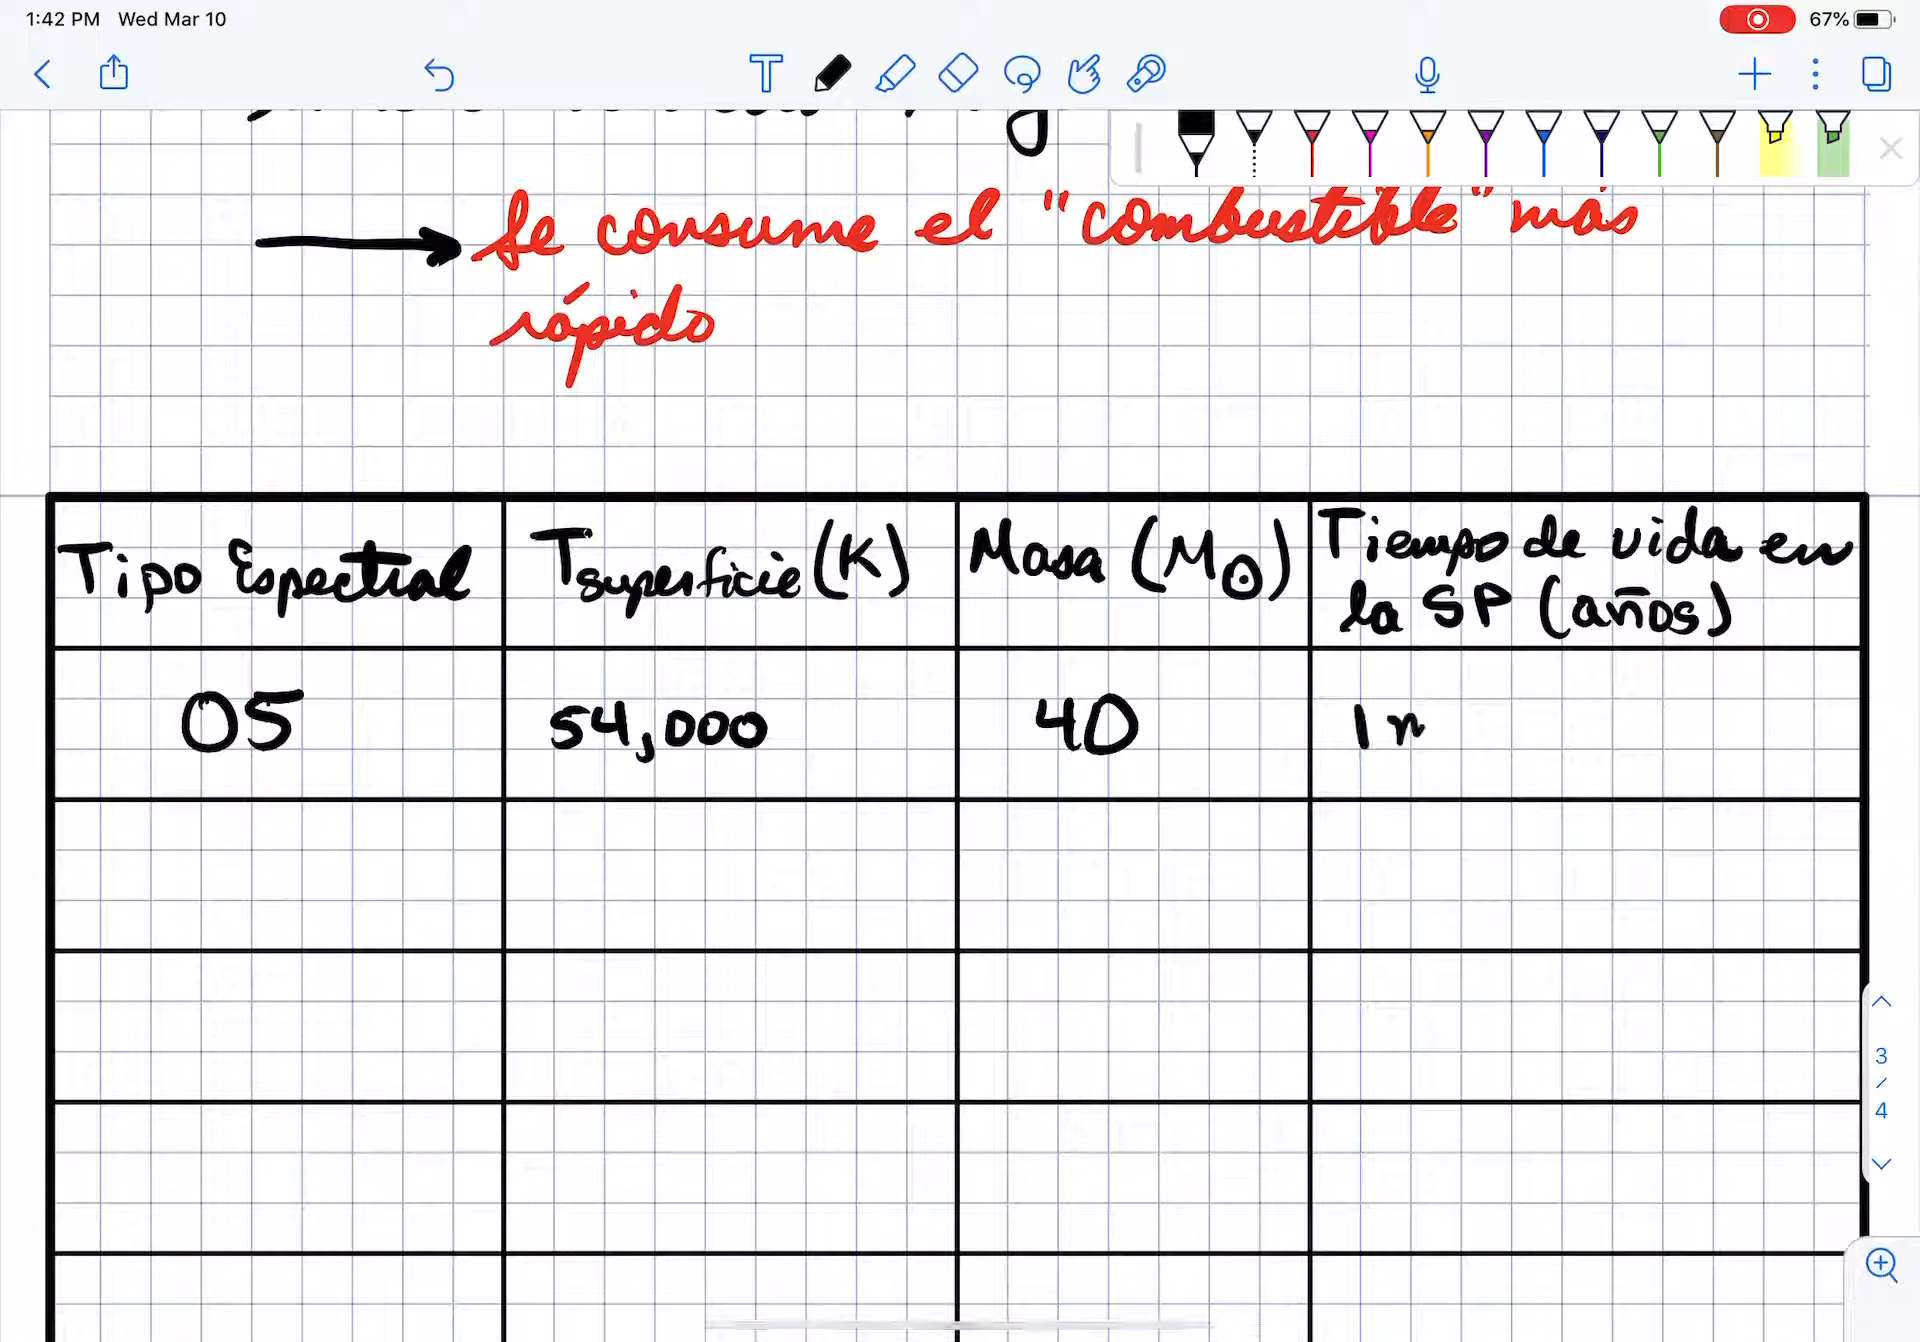 1:42 PM Wed Mar 10
67%
Se consume el "combustible" más
rápido
Tipo Espectral
Tsuperficie (K)
Masa (M⊙)
Tiempo de vida en
la SP (años)
O5
54,000
40
1 m
3
/
4